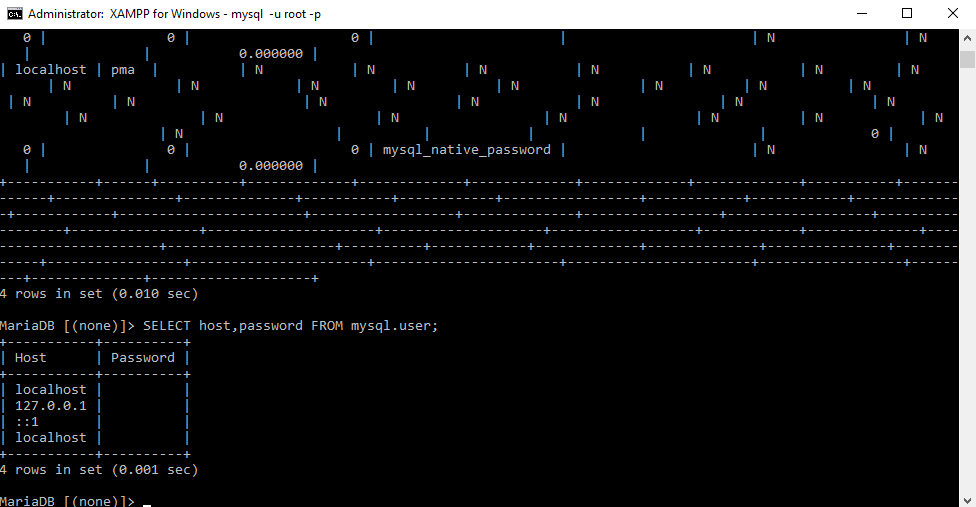 Administrator: XAMPP for Windows - mysql -u root -p
0 | 0 | 0 | | | N | N
| | 0.000000 |
| localhost | pma | | N | N | N | N | N | N | N
| N | N | N | N | N | N | N | N
| N | N | N | N | N | N | N
| N | N | N | N | N | N | N
| N | | | | | | 0 |
0 | 0 | 0 | mysql_native_password | | N | N
| | 0.000000 |
4 rows in set (0.010 sec)
MariaDB [(none)]> SELECT host,password FROM mysql.user;
| Host | Password |
| localhost | |
| 127.0.0.1 | |
| ::1 | |
| localhost | |
4 rows in set (0.001 sec)
MariaDB [(none)]> _